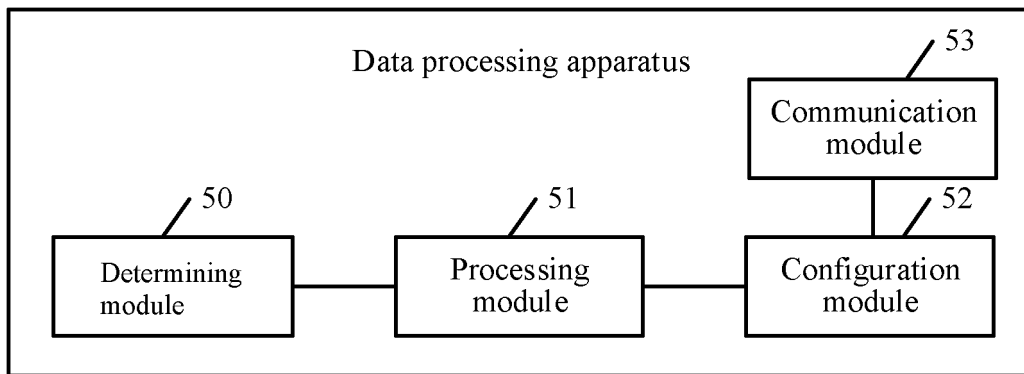 Data processing apparatus
53
Communication
module
50
51
52
Determining
module
Processing
module
Configuration
module